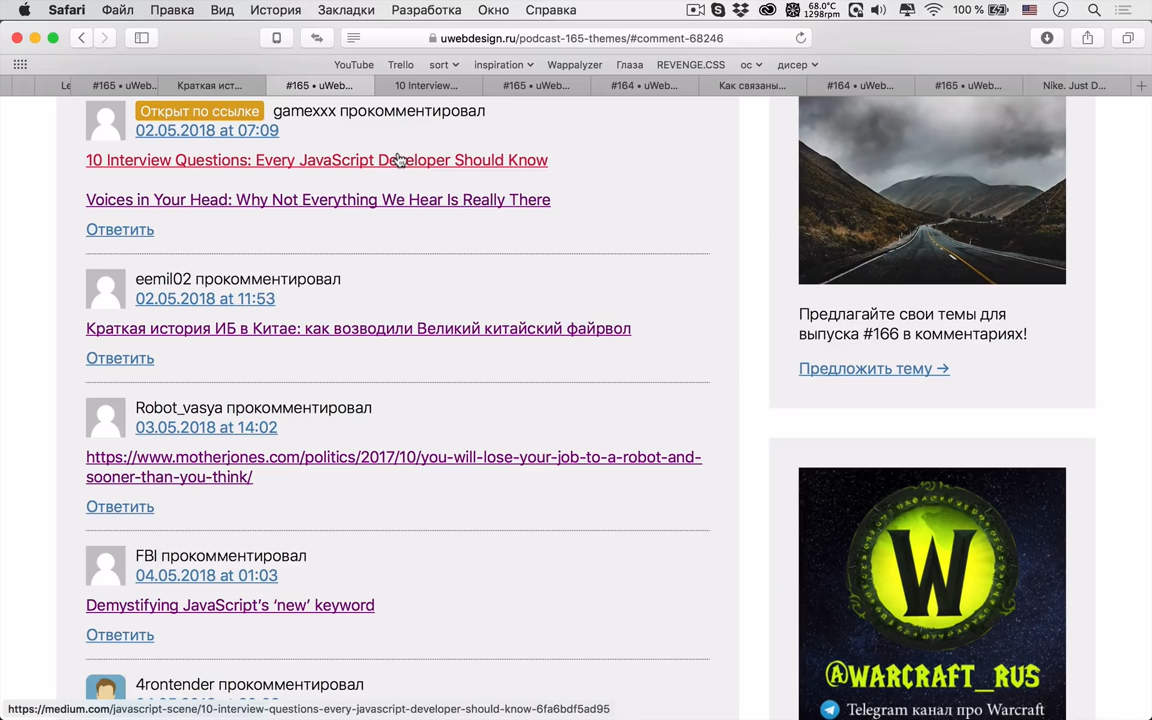 Safari Файл Правка Вид История Закладки Разработка Окно Справка 68.0°C 1298rpm 100 %
uwebdesign.ru/podcast-165-themes/#comment-68246
YouTube Trello sort inspiration Wappalyzer Глаза REVENGE.CSS ос дисер
Le #165 • uWeb... Краткая ист... #165 • uWeb... 10 Interview... #165 • uWeb... #164 • uWeb... Как связаны... #164 • uWeb... #165 • uWeb... Nike. Just D...
Открыт по ссылке gamexxx прокомментировал
02.05.2018 at 07:09
10 Interview Questions: Every JavaScript Developer Should Know
Voices in Your Head: Why Not Everything We Hear Is Really There
Ответить
eemil02 прокомментировал
02.05.2018 at 11:53
Краткая история ИБ в Китае: как возводили Великий китайский файрвол
Ответить
Robot_vasya прокомментировал
03.05.2018 at 14:02
https://www.motherjones.com/politics/2017/10/you-will-lose-your-job-to-a-robot-and-
sooner-than-you-think/
Ответить
FBI прокомментировал
04.05.2018 at 01:03
Demystifying JavaScript’s ‘new’ keyword
Ответить
4rontender прокомментировал
Предлагайте свои темы для
выпуска #166 в комментариях!
Предложить тему →
W
@WARCRAFT_RUS
Telegram канал про Warcraft
https://medium.com/javascript-scene/10-interview-questions-every-javascript-developer-should-know-6fa6bdf5ad95